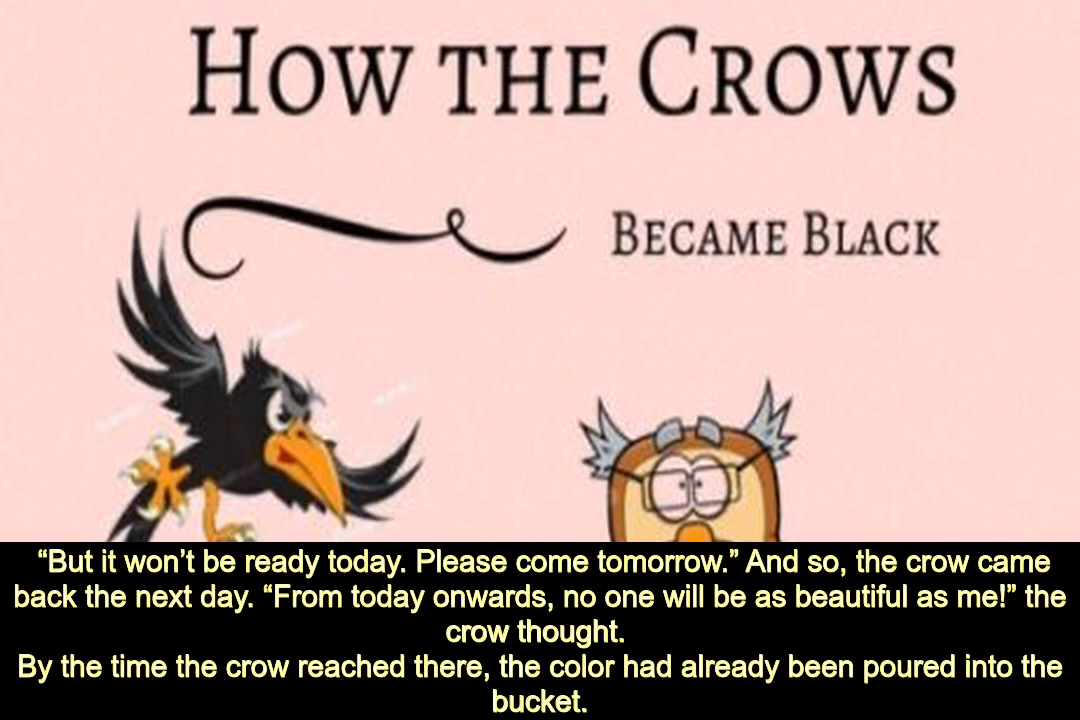 HOW THE CROWS
BECAME BLACK
“But it won’t be ready today. Please come tomorrow.” And so, the crow came
back the next day. “From today onwards, no one will be as beautiful as me!” the
crow thought.
By the time the crow reached there, the color had already been poured into the
bucket.